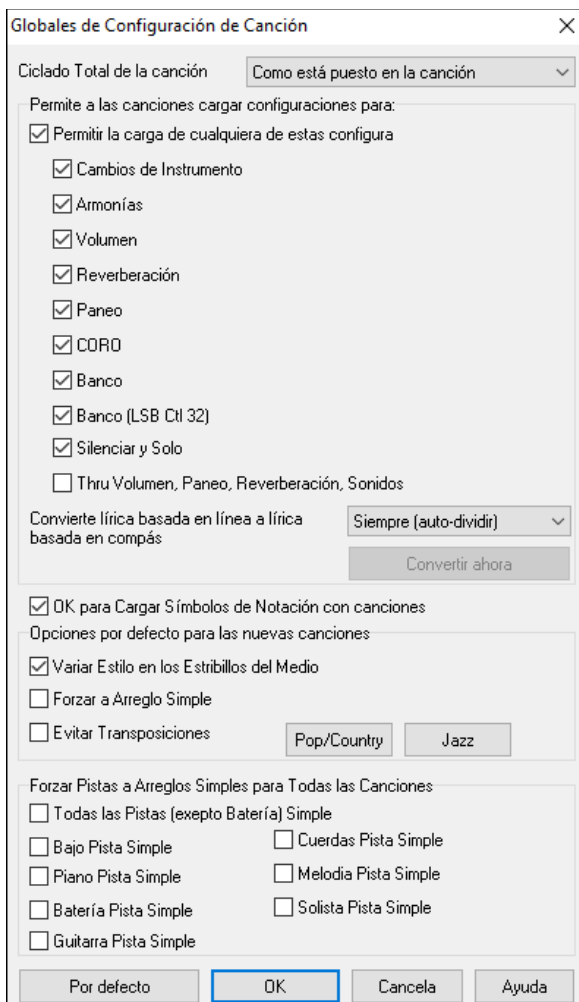 Globales de Configuración de Canción
Ciclado Total de la canción Como está puesto en la canción
Permite a las canciones cargar configuraciones para:
Permitir la carga de cualquiera de estas configura
Cambios de Instrumento
Armonías
Volumen
Reverberación
Paneo
CORO
Banco
Banco (LSB Ctl 32)
Silenciar y Solo
Thru Volumen, Paneo, Reverberación, Sonidos
Convierte lírica basada en línea a lírica
basada en compás
Siempre (auto-dividir)
Convertir ahora
OK para Cargar Símbolos de Notación con canciones
Opciones por defecto para las nuevas canciones
Variar Estilo en los Estribillos del Medio
Forzar a Arreglo Simple
Evitar Transposiciones Pop/Country Jazz
Forzar Pistas a Arreglos Simples para Todas las Canciones
Todas las Pistas (exepto Batería) Simple
Bajo Pista Simple Cuerdas Pista Simple
Piano Pista Simple Melodia Pista Simple
Batería Pista Simple Solista Pista Simple
Guitarra Pista Simple
Por defecto OK Cancela Ayuda